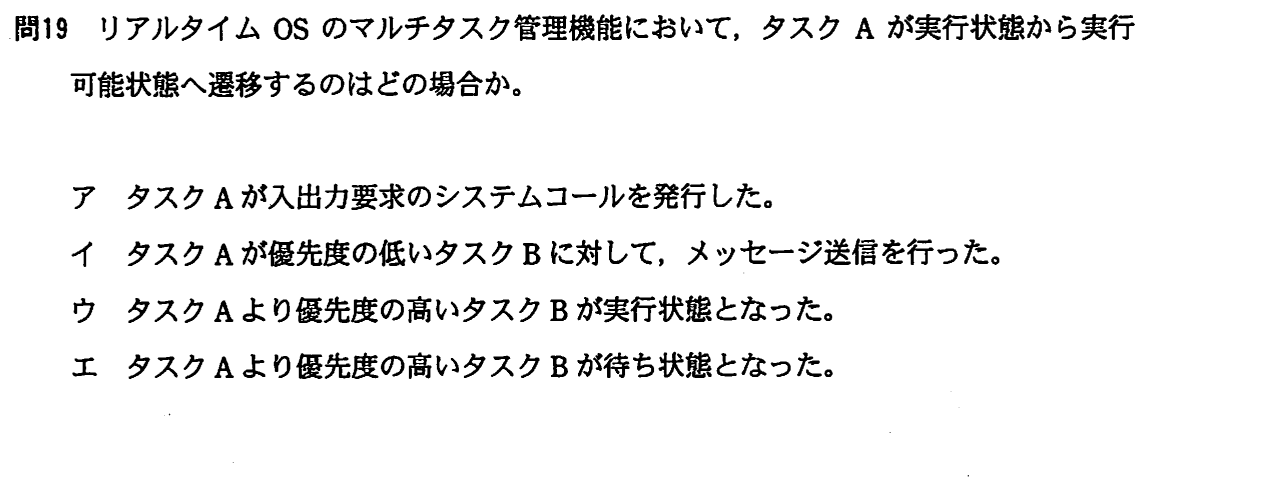 問19 リアルタイム OS のマルチタスク管理機能において，タスク A が実行状態から実行
可能状態へ遷移するのはどの場合か。
ア タスク A が入出力要求のシステムコールを発行した。
イ タスク A が優先度の低いタスク B に対して，メッセージ送信を行った。
ウ タスク A より優先度の高いタスク B が実行状態となった。
エ タスク A より優先度の高いタスク B が待ち状態となった。